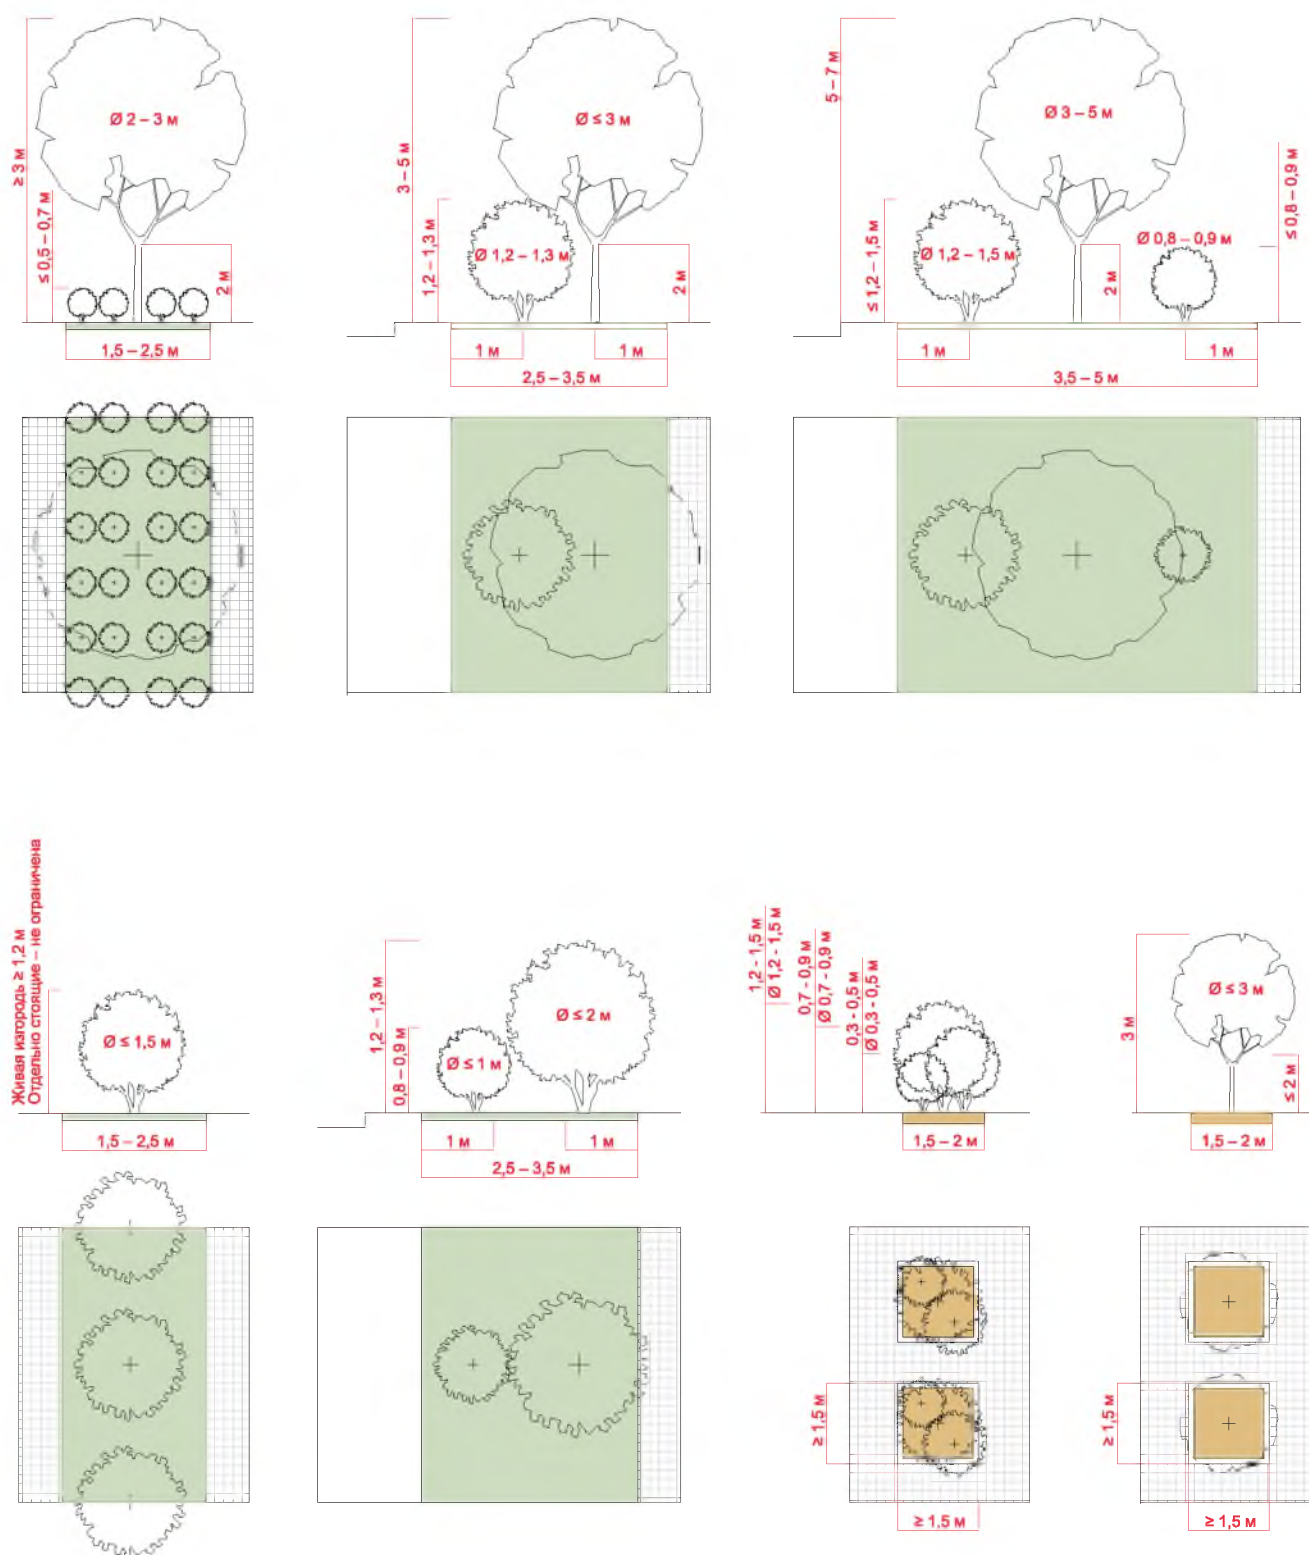 ≥ 3 м
≤ 0,5 – 0,7 м
Ø 2 – 3 м
2 м
1,5 – 2,5 м
3 – 5 м
1,2 – 1,3 м
Ø ≤ 3 м
Ø 1,2 – 1,3 м
2 м
1 м
1 м
2,5 – 3,5 м
5 – 7 м
≤ 1,2 – 1,5 м
Ø 3 – 5 м
Ø 1,2 – 1,5 м
2 м
Ø 0,8 – 0,9 м
≤ 0,8 – 0,9 м
1 м
1 м
3,5 – 5 м
Живая изгородь ≥ 1,2 м
Отдельно стоящие – не ограничена
Ø ≤ 1,5 м
1,5 – 2,5 м
1,2 – 1,3 м
0,8 – 0,9 м
Ø ≤ 1 м
Ø ≤ 2 м
1 м
1 м
2,5 – 3,5 м
1,2 - 1,5 м
Ø 1,2 - 1,5 м
0,7 - 0,9 м
Ø 0,7 - 0,9 м
0,3 - 0,5 м
Ø 0,3 - 0,5 м
1,5 – 2 м
≥ 1,5 м
≥ 1,5 м
3 м
Ø ≤ 3 м
≤ 2 м
1,5 – 2 м
≥ 1,5 м
≥ 1,5 м